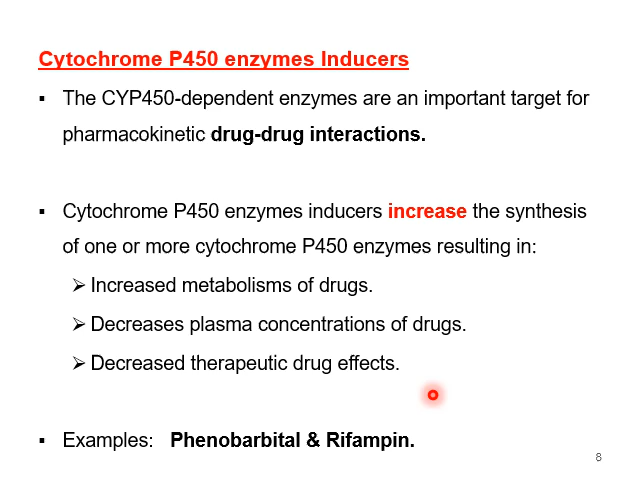 Cytochrome P450 enzymes Inducers
▪ The CYP450-dependent enzymes are an important target for
pharmacokinetic drug-drug interactions.
▪ Cytochrome P450 enzymes inducers increase the synthesis
of one or more cytochrome P450 enzymes resulting in:
➢ Increased metabolisms of drugs.
➢ Decreases plasma concentrations of drugs.
➢ Decreased therapeutic drug effects.
▪ Examples: Phenobarbital & Rifampin.
8